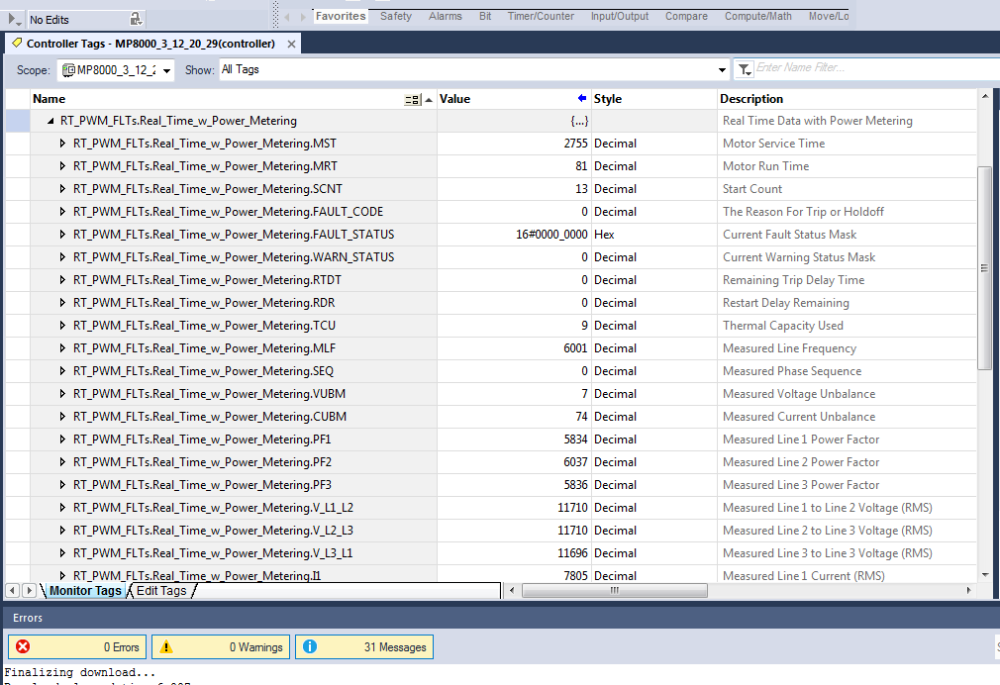 No Edits
Favorites Safety Alarms Bit Timer/Counter Input/Output Compare Compute/Math Move/Lo
Controller Tags - MP8000_3_12_20_29(controller)
Scope: MP8000_3_12_2 Show: All Tags Enter Name Filter...
Name Value Style Description
RT_PWM_FLTs.Real_Time_w_Power_Metering {...} Real Time Data with Power Metering
RT_PWM_FLTs.Real_Time_w_Power_Metering.MST 2755 Decimal Motor Service Time
RT_PWM_FLTs.Real_Time_w_Power_Metering.MRT 81 Decimal Motor Run Time
RT_PWM_FLTs.Real_Time_w_Power_Metering.SCNT 13 Decimal Start Count
RT_PWM_FLTs.Real_Time_w_Power_Metering.FAULT_CODE 0 Decimal The Reason For Trip or Holdoff
RT_PWM_FLTs.Real_Time_w_Power_Metering.FAULT_STATUS 16#0000_0000 Hex Current Fault Status Mask
RT_PWM_FLTs.Real_Time_w_Power_Metering.WARN_STATUS 0 Decimal Current Warning Status Mask
RT_PWM_FLTs.Real_Time_w_Power_Metering.RTDT 0 Decimal Remaining Trip Delay Time
RT_PWM_FLTs.Real_Time_w_Power_Metering.RDR 0 Decimal Restart Delay Remaining
RT_PWM_FLTs.Real_Time_w_Power_Metering.TCU 9 Decimal Thermal Capacity Used
RT_PWM_FLTs.Real_Time_w_Power_Metering.MLF 6001 Decimal Measured Line Frequency
RT_PWM_FLTs.Real_Time_w_Power_Metering.SEQ 0 Decimal Measured Phase Sequence
RT_PWM_FLTs.Real_Time_w_Power_Metering.VUBM 7 Decimal Measured Voltage Unbalance
RT_PWM_FLTs.Real_Time_w_Power_Metering.CUBM 74 Decimal Measured Current Unbalance
RT_PWM_FLTs.Real_Time_w_Power_Metering.PF1 5834 Decimal Measured Line 1 Power Factor
RT_PWM_FLTs.Real_Time_w_Power_Metering.PF2 6037 Decimal Measured Line 2 Power Factor
RT_PWM_FLTs.Real_Time_w_Power_Metering.PF3 5836 Decimal Measured Line 3 Power Factor
RT_PWM_FLTs.Real_Time_w_Power_Metering.V_L1_L2 11710 Decimal Measured Line 1 to Line 2 Voltage (RMS)
RT_PWM_FLTs.Real_Time_w_Power_Metering.V_L2_L3 11710 Decimal Measured Line 2 to Line 3 Voltage (RMS)
RT_PWM_FLTs.Real_Time_w_Power_Metering.V_L3_L1 11696 Decimal Measured Line 3 to Line 3 Voltage (RMS)
RT_PWM_FLTs.Real_Time_w_Power_Metering.I1 7805 Decimal Measured Line 1 Current (RMS)
Monitor Tags Edit Tags
Errors
0 Errors 0 Warnings 31 Messages
Finalizing download...